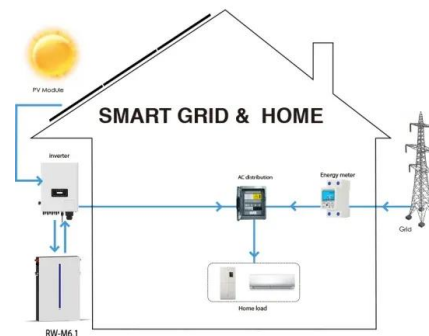 PV Module
SMART GRID & HOME
Inverter
AC distribution
Energy meter
Grid
Home load
RW-M6.1